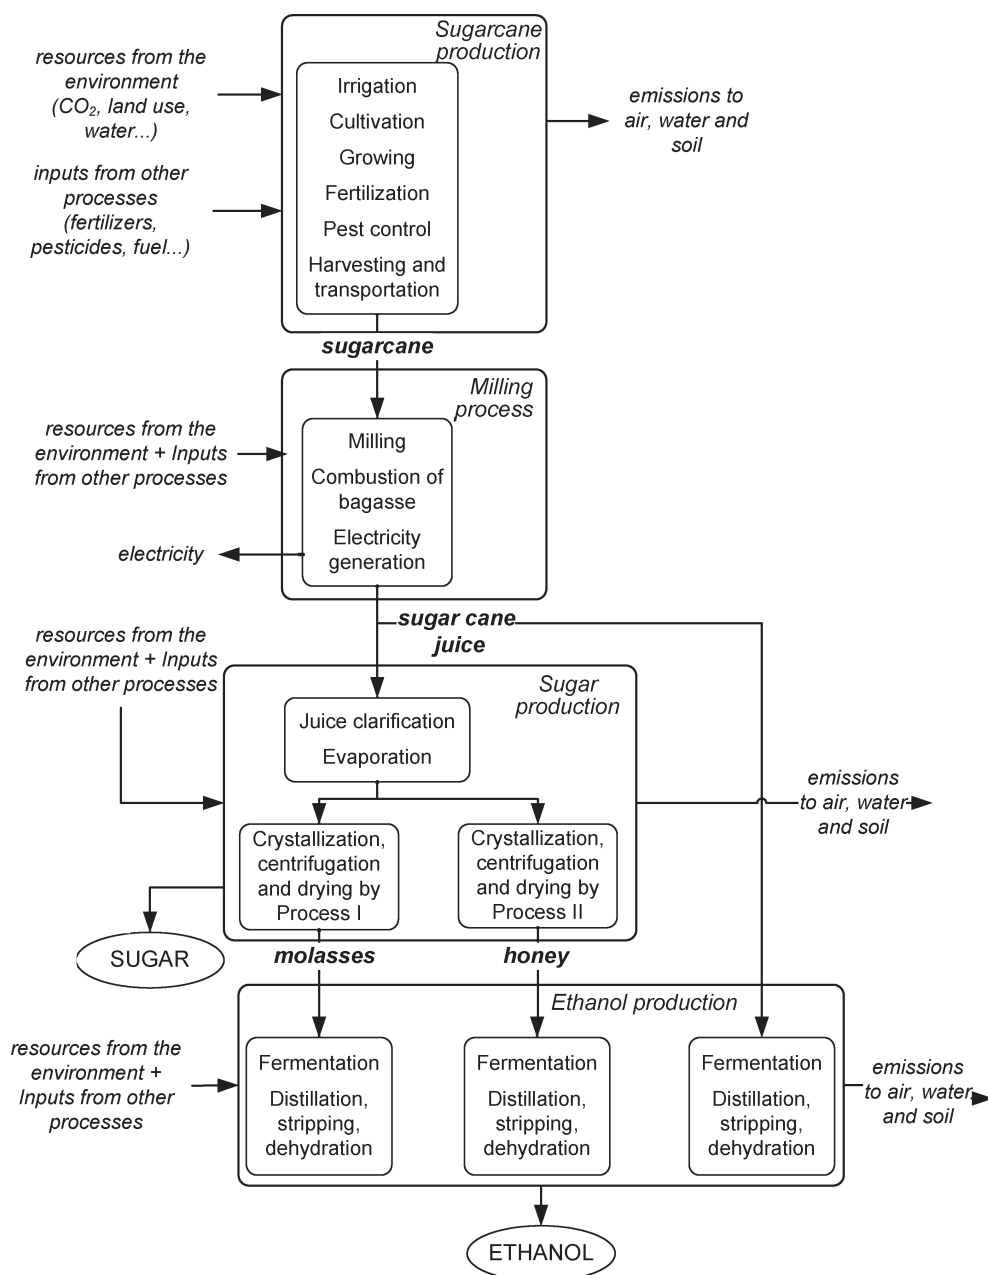 Sugarcane
production
resources from the
environment
(CO₂, land use,
water...)
inputs from other
processes
(fertilizers,
pesticides, fuel...)
Irrigation
Cultivation
Growing
Fertilization
Pest control
Harvesting and
transportation
emissions to
air, water and
soil
sugarcane
Milling
process
resources from the
environment + Inputs
from other processes
Milling
Combustion of
bagasse
Electricity
generation
electricity
sugar cane
juice
resources from the
environment + Inputs
from other processes
Sugar
production
Juice clarification
Evaporation
emissions
to air, water
and soil
Crystallization,
centrifugation
and drying by
Process I
Crystallization,
centrifugation
and drying by
Process II
SUGAR
molasses
honey
Ethanol production
resources from the
environment +
Inputs from other
processes
Fermentation
Distillation,
stripping,
dehydration
Fermentation
Distillation,
stripping,
dehydration
Fermentation
Distillation,
stripping,
dehydration
emissions
to air, water,
and soil
ETHANOL